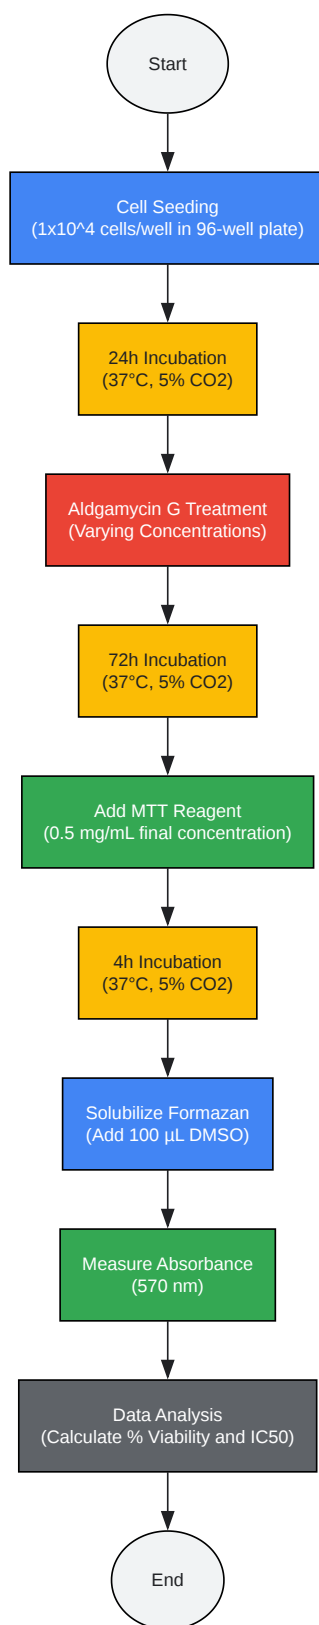 Start
Cell Seeding
(1x10^4 cells/well in 96-well plate)
24h Incubation
(37°C, 5% CO2)
Aldgamycin G Treatment
(Varying Concentrations)
72h Incubation
(37°C, 5% CO2)
Add MTT Reagent
(0.5 mg/mL final concentration)
4h Incubation
(37°C, 5% CO2)
Solubilize Formazan
(Add 100 µL DMSO)
Measure Absorbance
(570 nm)
Data Analysis
(Calculate % Viability and IC50)
End